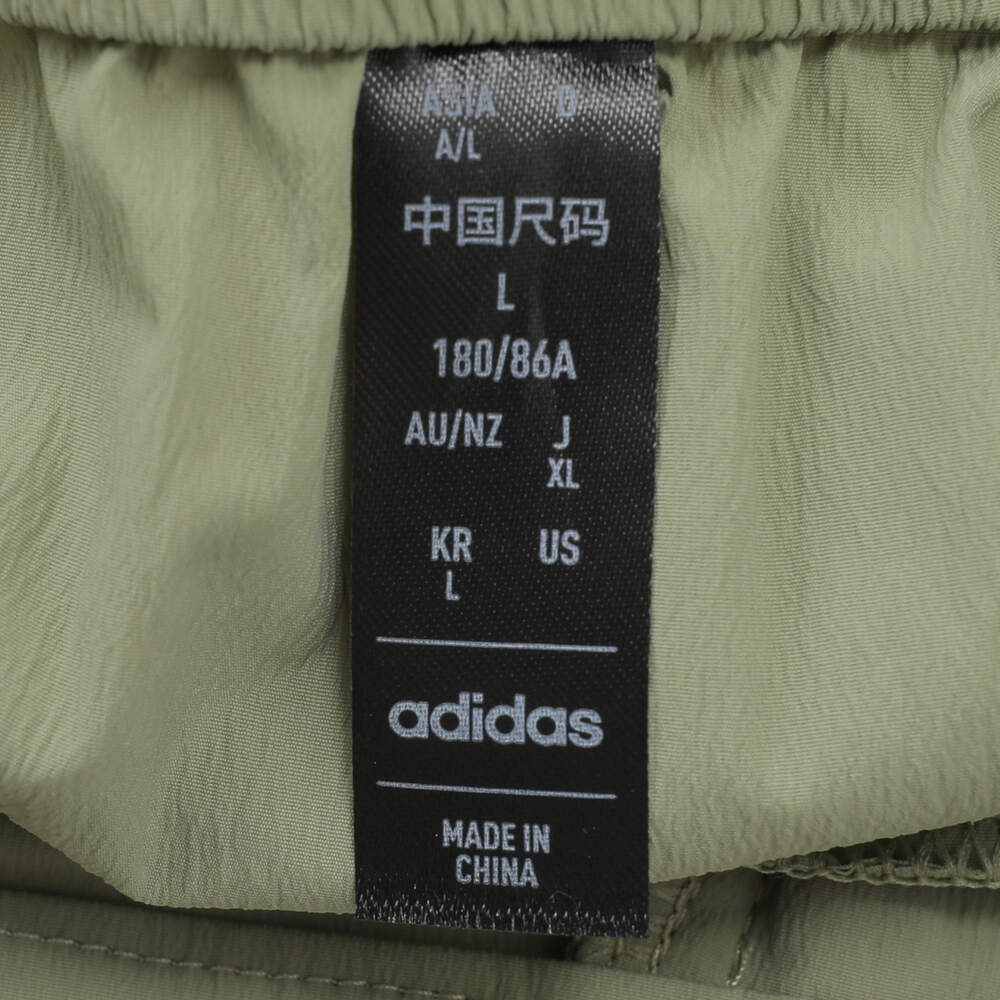 ASIA D
A/L
中国尺码
L
180/86A
AU/NZ J
XL
KR US
L
adidas
MADE IN
CHINA